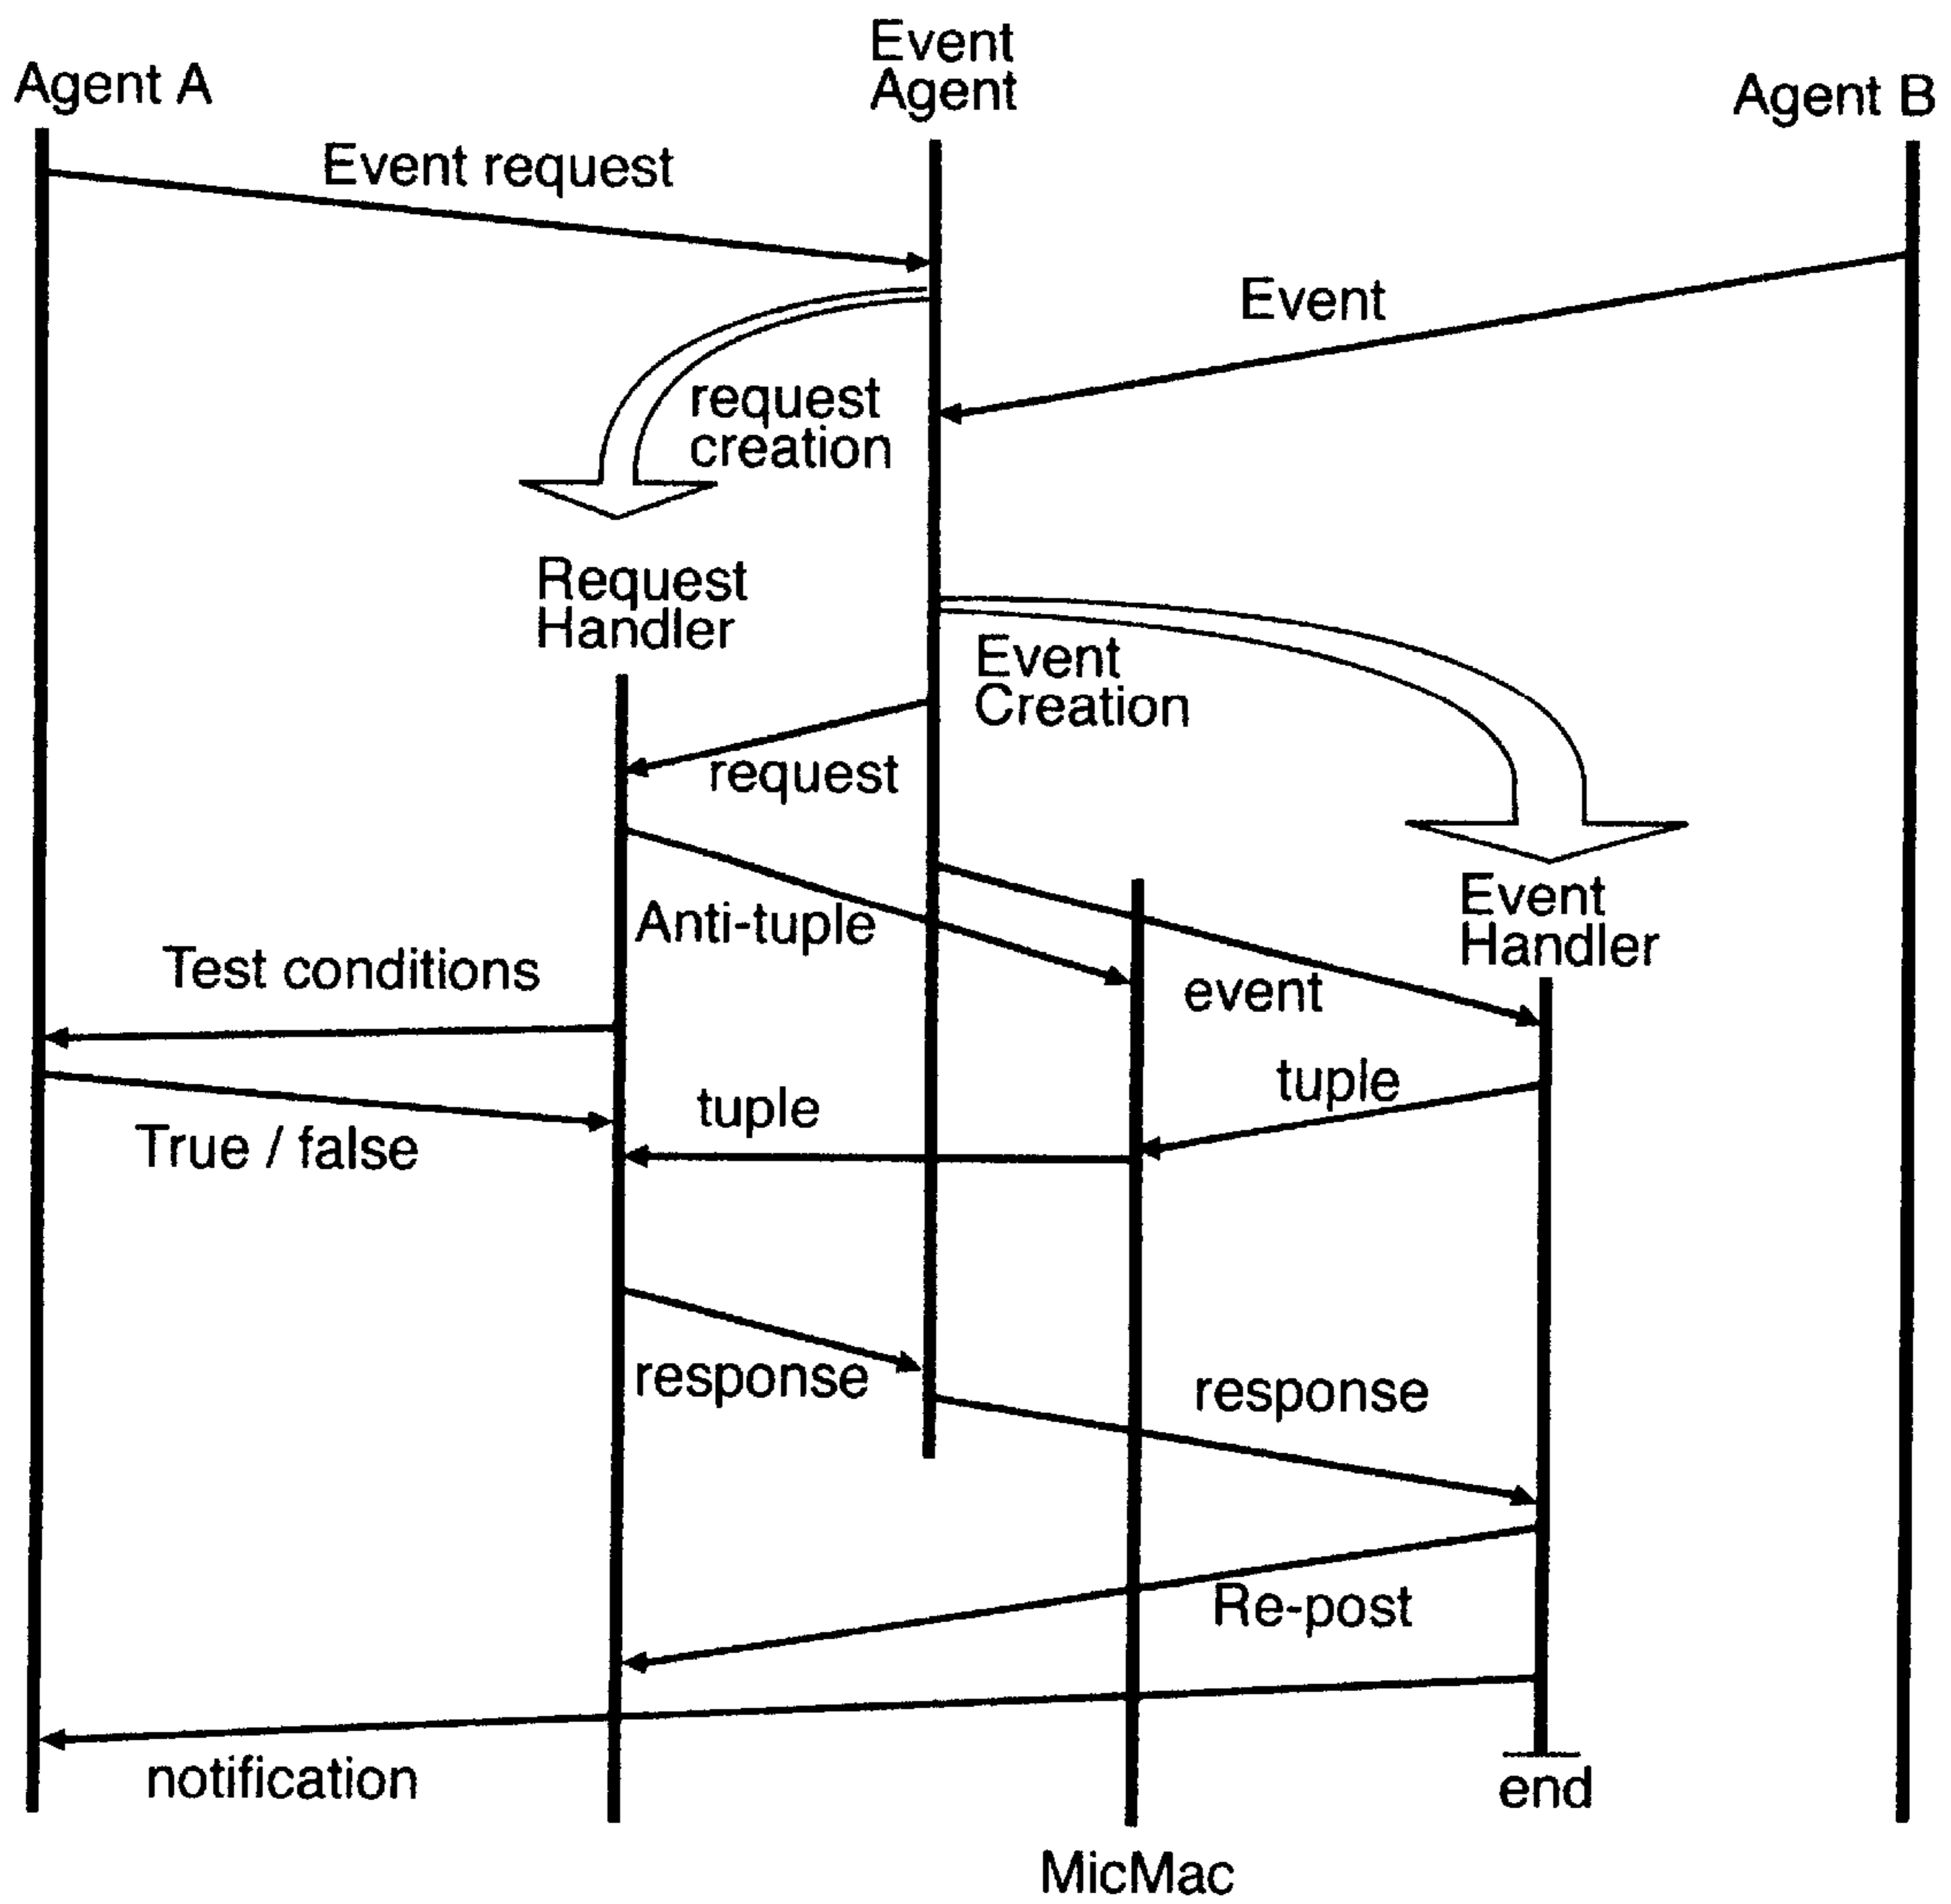 Event
Agent
Agent A
Agent B
Event request
Event
request
creation
Request
Handler
Event
Creation
request
Event
Handler
Anti-tuple
Test conditions
event
tuple
tuple
True / false
response
response
Re-post
notification
end
MicMac